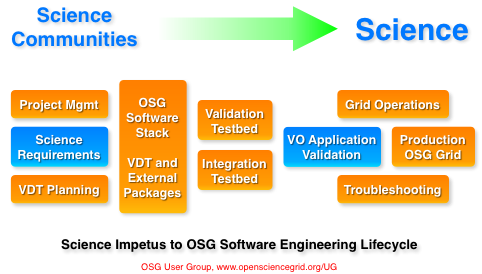 Science
Communities
Science
Project Mgmt
Science
Requirements
VDT Planning
OSG
Software
Stack
VDT and
External
Packages
Validation
Testbed
Integration
Testbed
Grid Operations
VO Application
Validation
Production
OSG Grid
Troubleshooting
Science Impetus to OSG Software Engineering Lifecycle
OSG User Group, www.opensciencegrid.org/UG